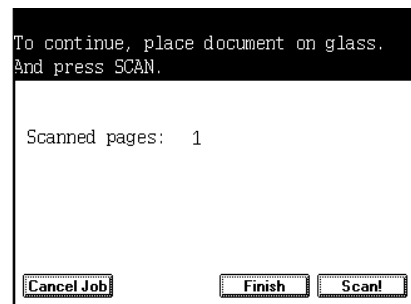 To continue, place document on glass.
And press SCAN.
Scanned pages: 1
Cancel Job Finish Scan!